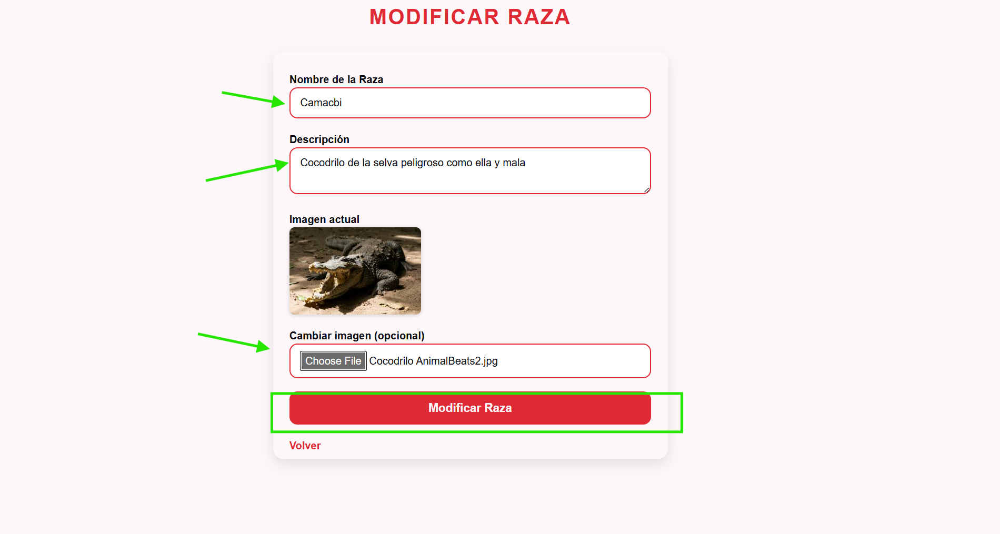 MODIFICAR RAZA
Nombre de la Raza
Camacbi
Descripción
Cocodrilo de la selva peligroso como ella y mala
Imagen actual
Cambiar imagen (opcional)
Choose File Cocodrilo AnimalBeats2.jpg
Modificar Raza
Volver